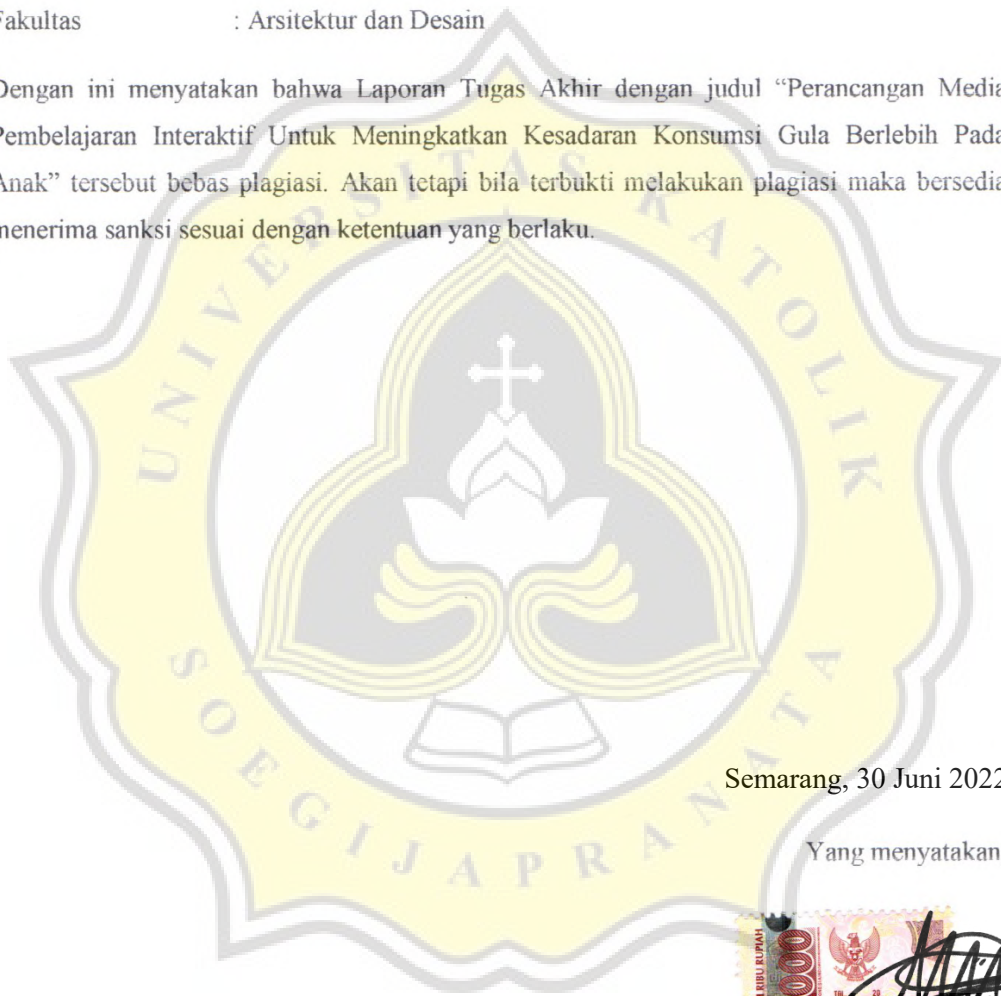 Fakultas : Arsitektur dan Desain
Dengan ini menyatakan bahwa Laporan Tugas Akhir dengan judul “Perancangan Media
Pembelajaran Interaktif Untuk Meningkatkan Kesadaran Konsumsi Gula Berlebih Pada
Anak” tersebut bebas plagiasi. Akan tetapi bila terbukti melakukan plagiasi maka bersedia
menerima sanksi sesuai dengan ketentuan yang berlaku.
UNIVERSITAS KATOLIK
SOEGIJAPRANATA
Semarang, 30 Juni 2022
Yang menyatakan
RIBU RUPIAH
000